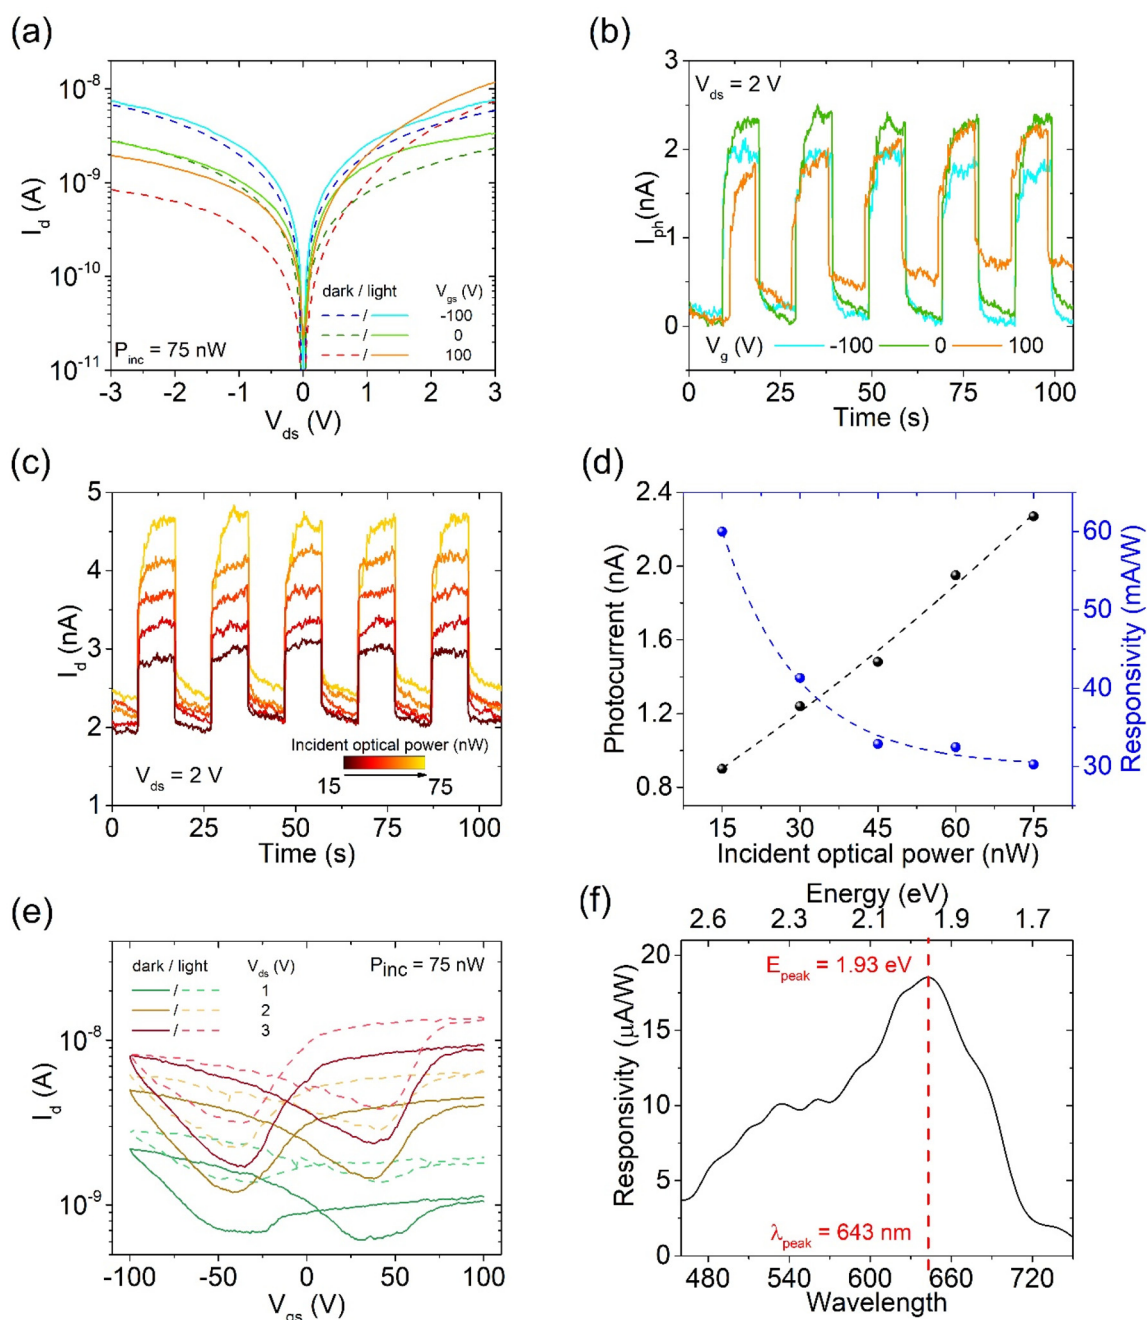 (a)
10⁻⁸
10⁻⁹
10⁻¹⁰
10⁻¹¹
I_d (A)
dark / light V_gs (V)
/ -100
/ 0
/ 100
P_inc = 75 nW
-3 -2 -1 0 1 2 3
V_ds (V)
(b)
3
2
1
0
I_ph(nA)
V_ds = 2 V
V_g (V) -100 0 100
0 25 50 75 100
Time (s)
(c)
5
4
3
2
1
I_d (nA)
Incident optical power (nW)
15 75
V_ds = 2 V
0 25 50 75 100
Time (s)
(d)
2.4
2.0
1.6
1.2
0.8
Photocurrent (nA)
60
50
40
30
Responsivity (mA/W)
15 30 45 60 75
Incident optical power (nW)
(e)
dark / light V_ds (V)
/ 1
/ 2
/ 3
P_inc = 75 nW
10⁻⁸
10⁻⁹
I_d (A)
-100 -50 0 50 100
V_gs (V)
(f)
Energy (eV)
2.6 2.3 2.1 1.9 1.7
20
15
10
5
0
Responsivity (μA/W)
E_peak = 1.93 eV
λ_peak = 643 nm
480 540 600 660 720
Wavelength